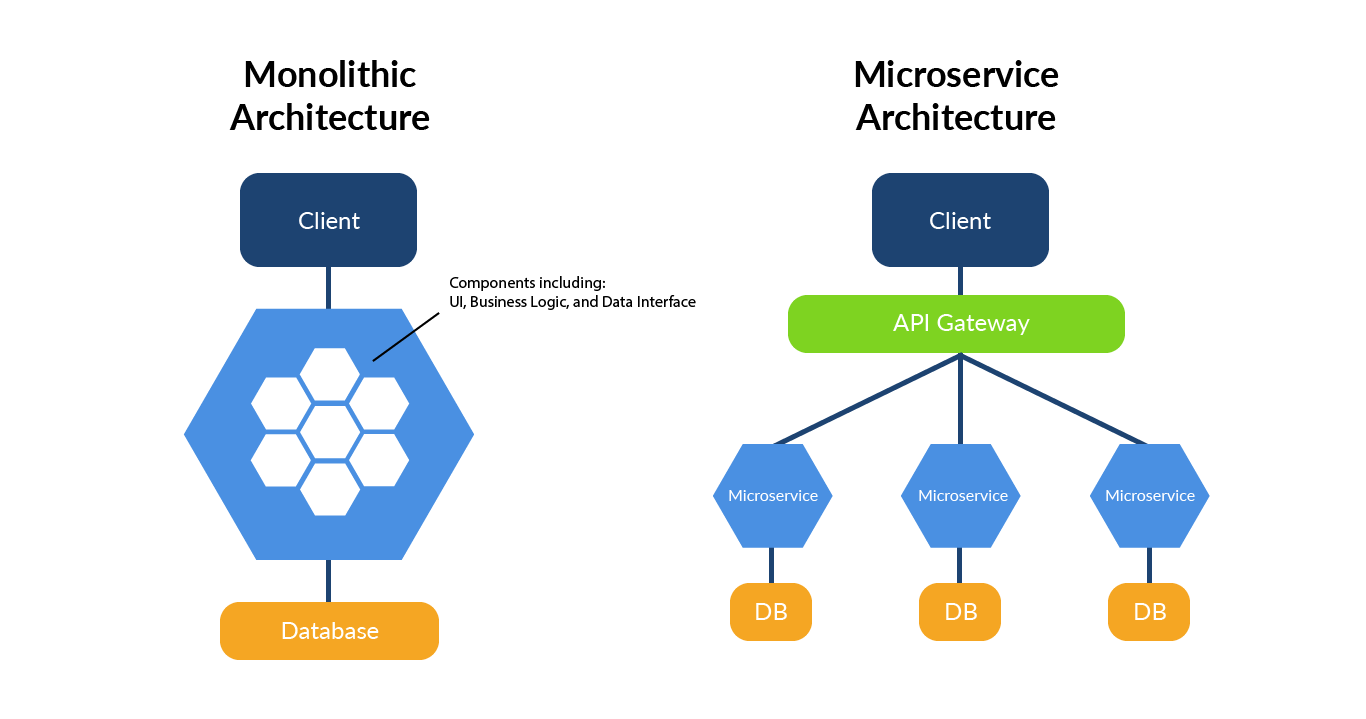 Monolithic
Architecture
Client
Components including:
UI, Business Logic, and Data Interface
Database
Microservice
Architecture
Client
API Gateway
Microservice
Microservice
Microservice
DB
DB
DB